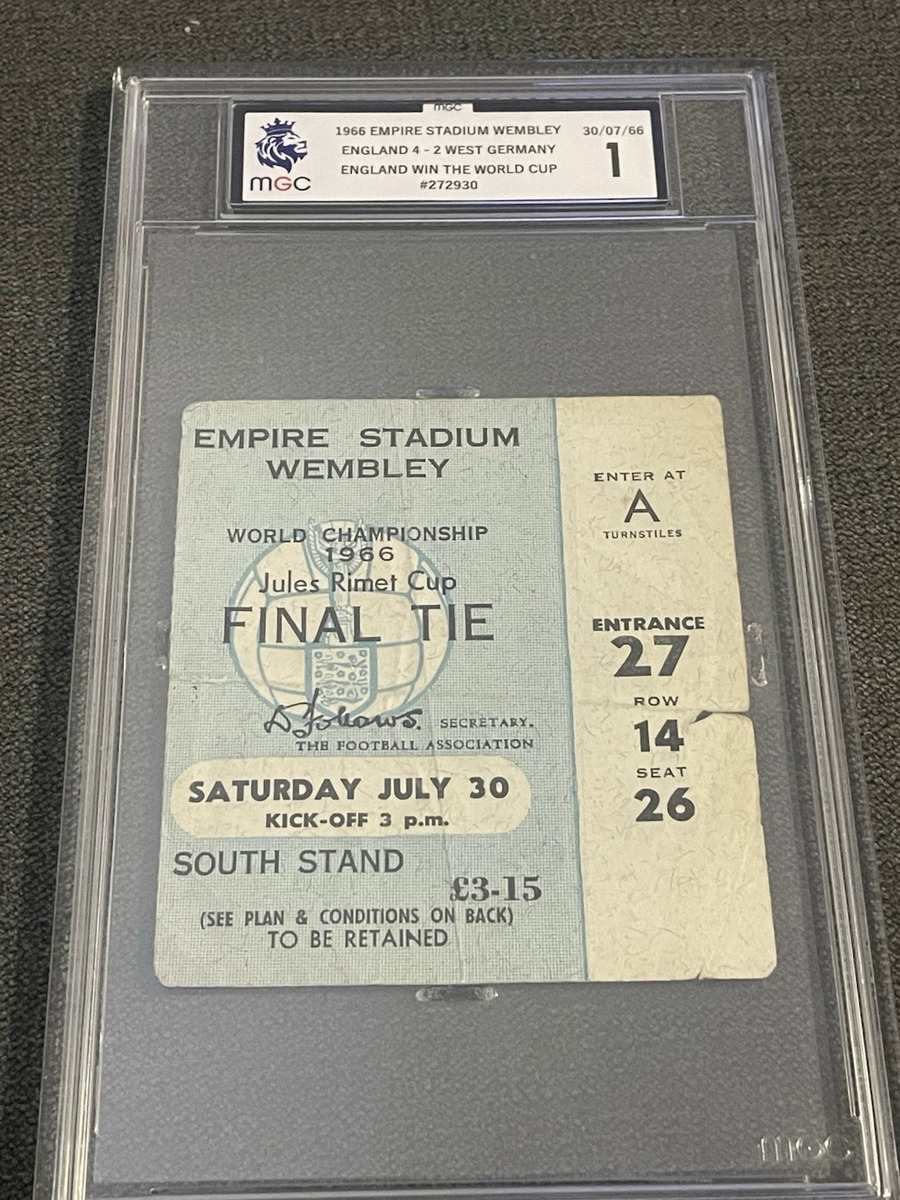 MGC
1966 EMPIRE STADIUM WEMBLEY
30/07/66
ENGLAND 4 - 2 WEST GERMANY
1
ENGLAND WIN THE WORLD CUP
MGC
#272930
EMPIRE STADIUM
WEMBLEY
WORLD CHAMPIONSHIP
1966
Jules Rimet Cup
FINAL TIE
D Follows. SECRETARY.
THE FOOTBALL ASSOCIATION
SATURDAY JULY 30
KICK-OFF 3 p.m.
SOUTH STAND
£3-15
(SEE PLAN & CONDITIONS ON BACK)
TO BE RETAINED
ENTER AT
A
TURNSTILES
ENTRANCE
27
ROW
14
SEAT
26
MGC